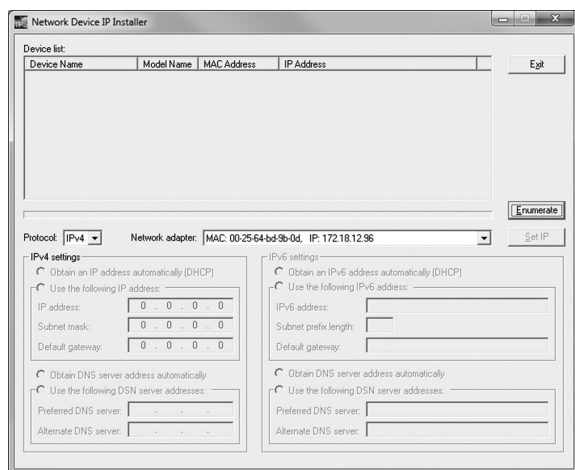 Network Device IP Installer
Device list:
Device Name Model Name MAC Address IP Address
Exit
Enumerate
Protocol: IPv4 Network adapter: MAC: 00-25-64-bd-9b-0d, IP: 172.18.12.96 Set IP
IPv4 settings
Obtain an IP address automatically (DHCP)
Use the following IP address:
IP address: 0 . 0 . 0 . 0
Subnet mask: 0 . 0 . 0 . 0
Default gateway: 0 . 0 . 0 . 0
Obtain DNS server address automatically
Use the following DSN server addresses:
Preferred DNS server: . . .
Alternate DNS server: . . .
IPv6 settings
Obtain an IPv6 address automatically (DHCP)
Use the following IPv6 address:
IPv6 address:
Subnet prefix length:
Default gateway:
Obtain DNS server address automatically
Use the following DSN server addresses:
Preferred DNS server:
Alternate DNS server: